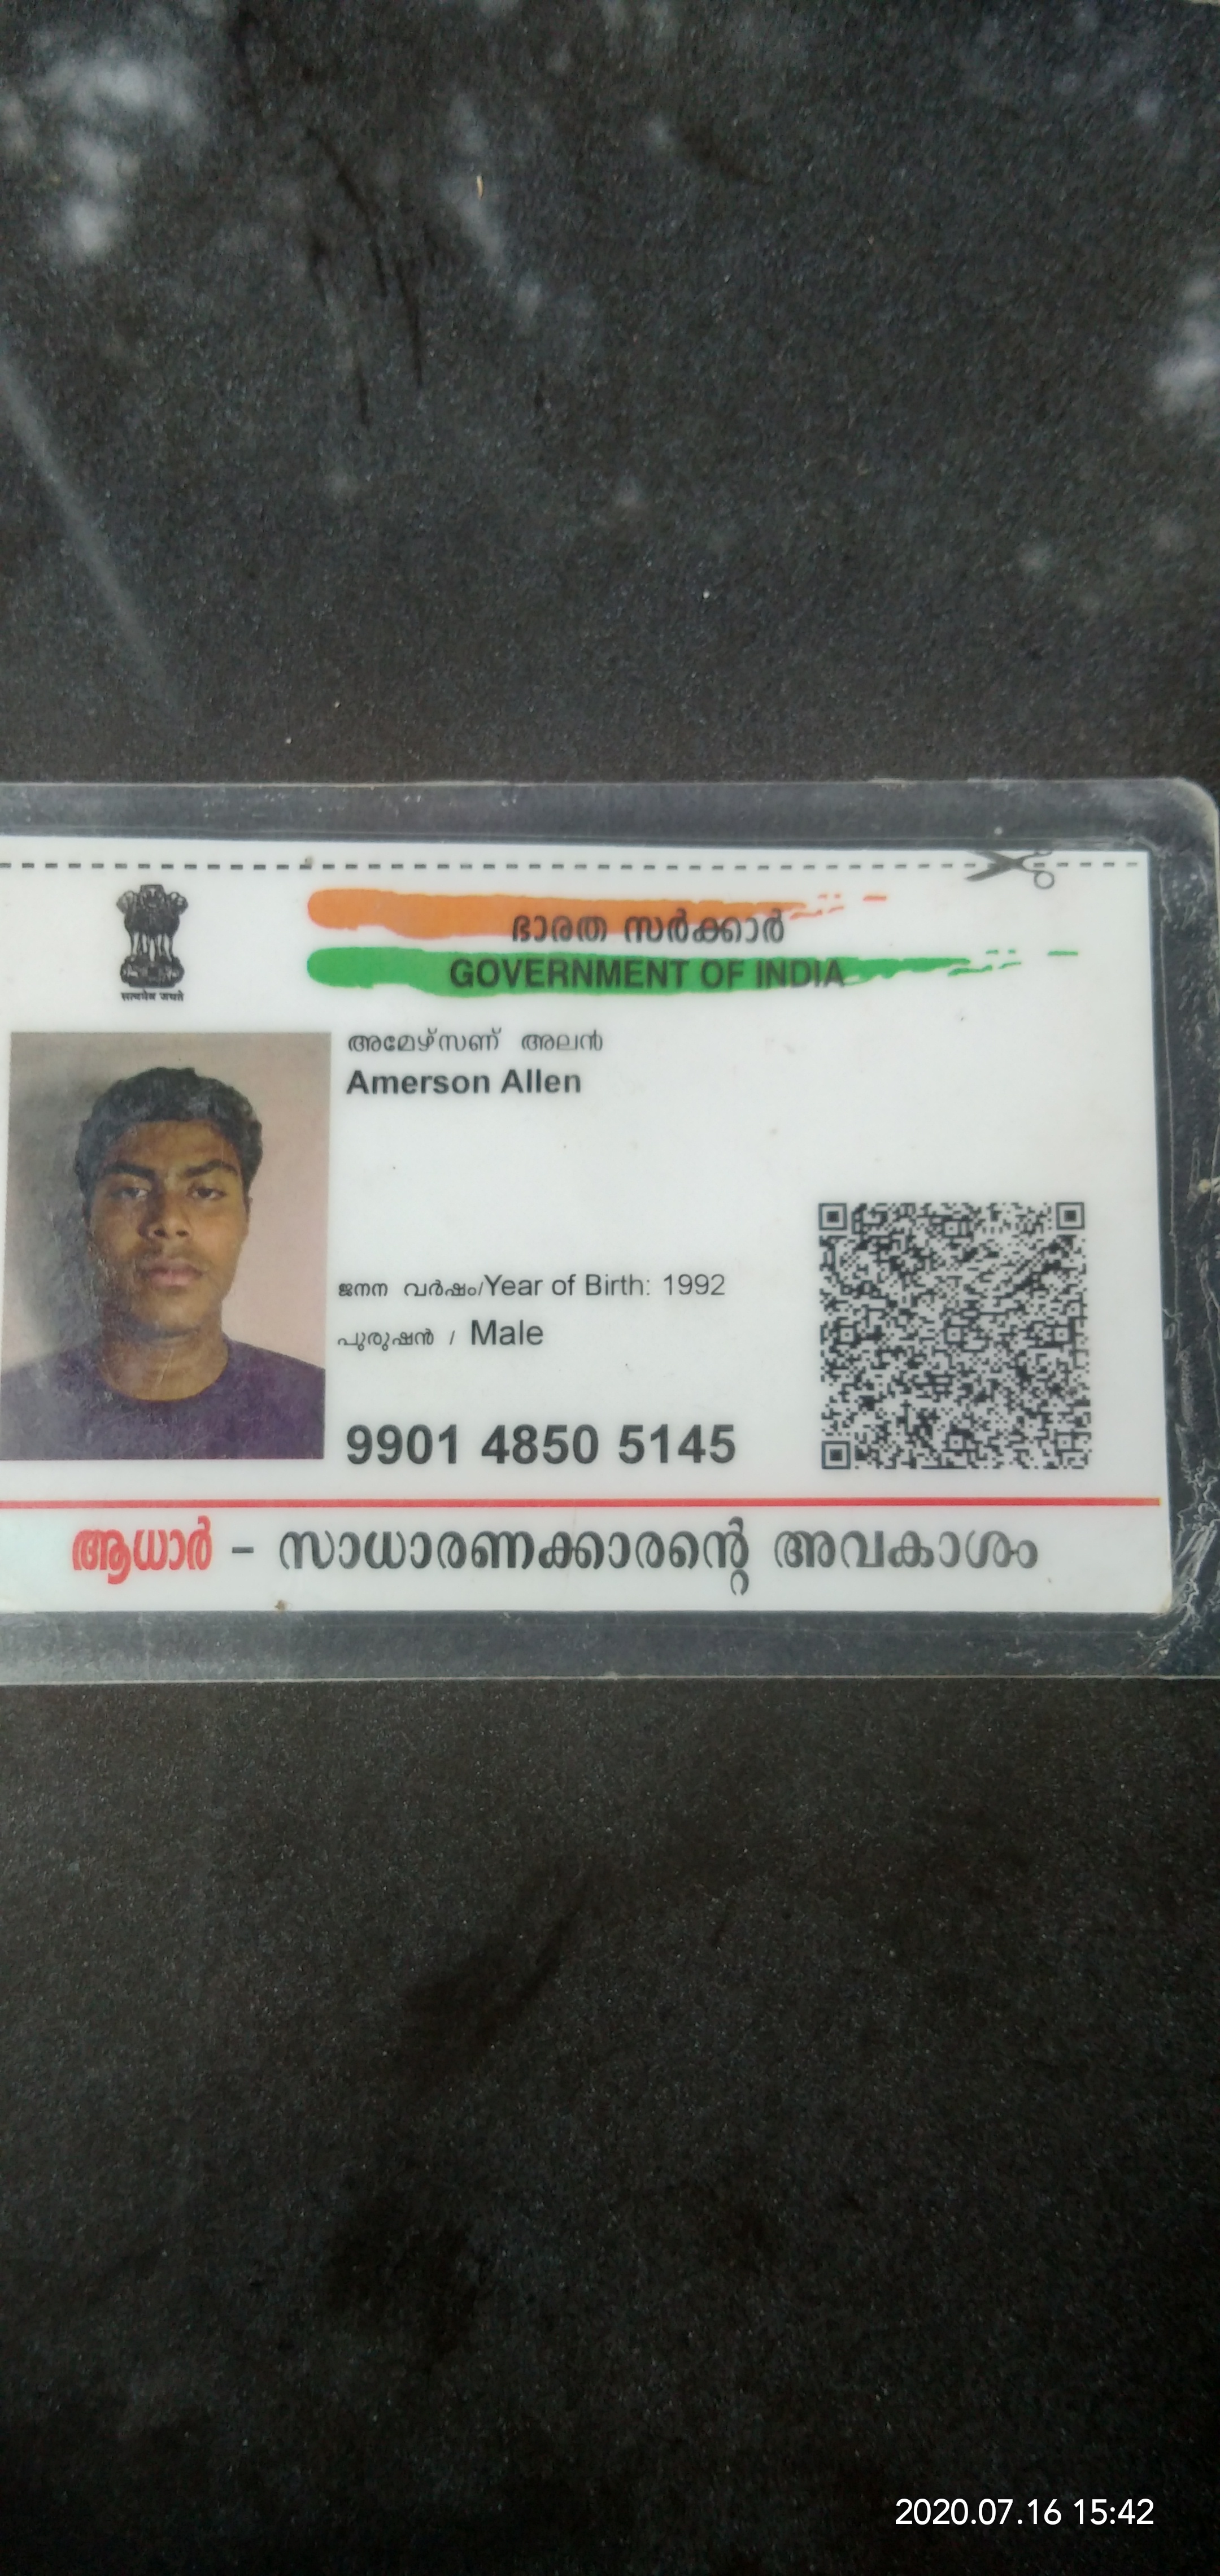 ഭാരത സർക്കാർ
GOVERNMENT OF INDIA
सत्यमेव जयते
അമേഴ്സണ് അലൻ
Amerson Allen
ജനന വർഷം/Year of Birth: 1992
പുരുഷൻ / Male
9901 4850 5145
ആധാർ - സാധാരണക്കാരന്റെ അവകാശം
2020.07.16 15:42